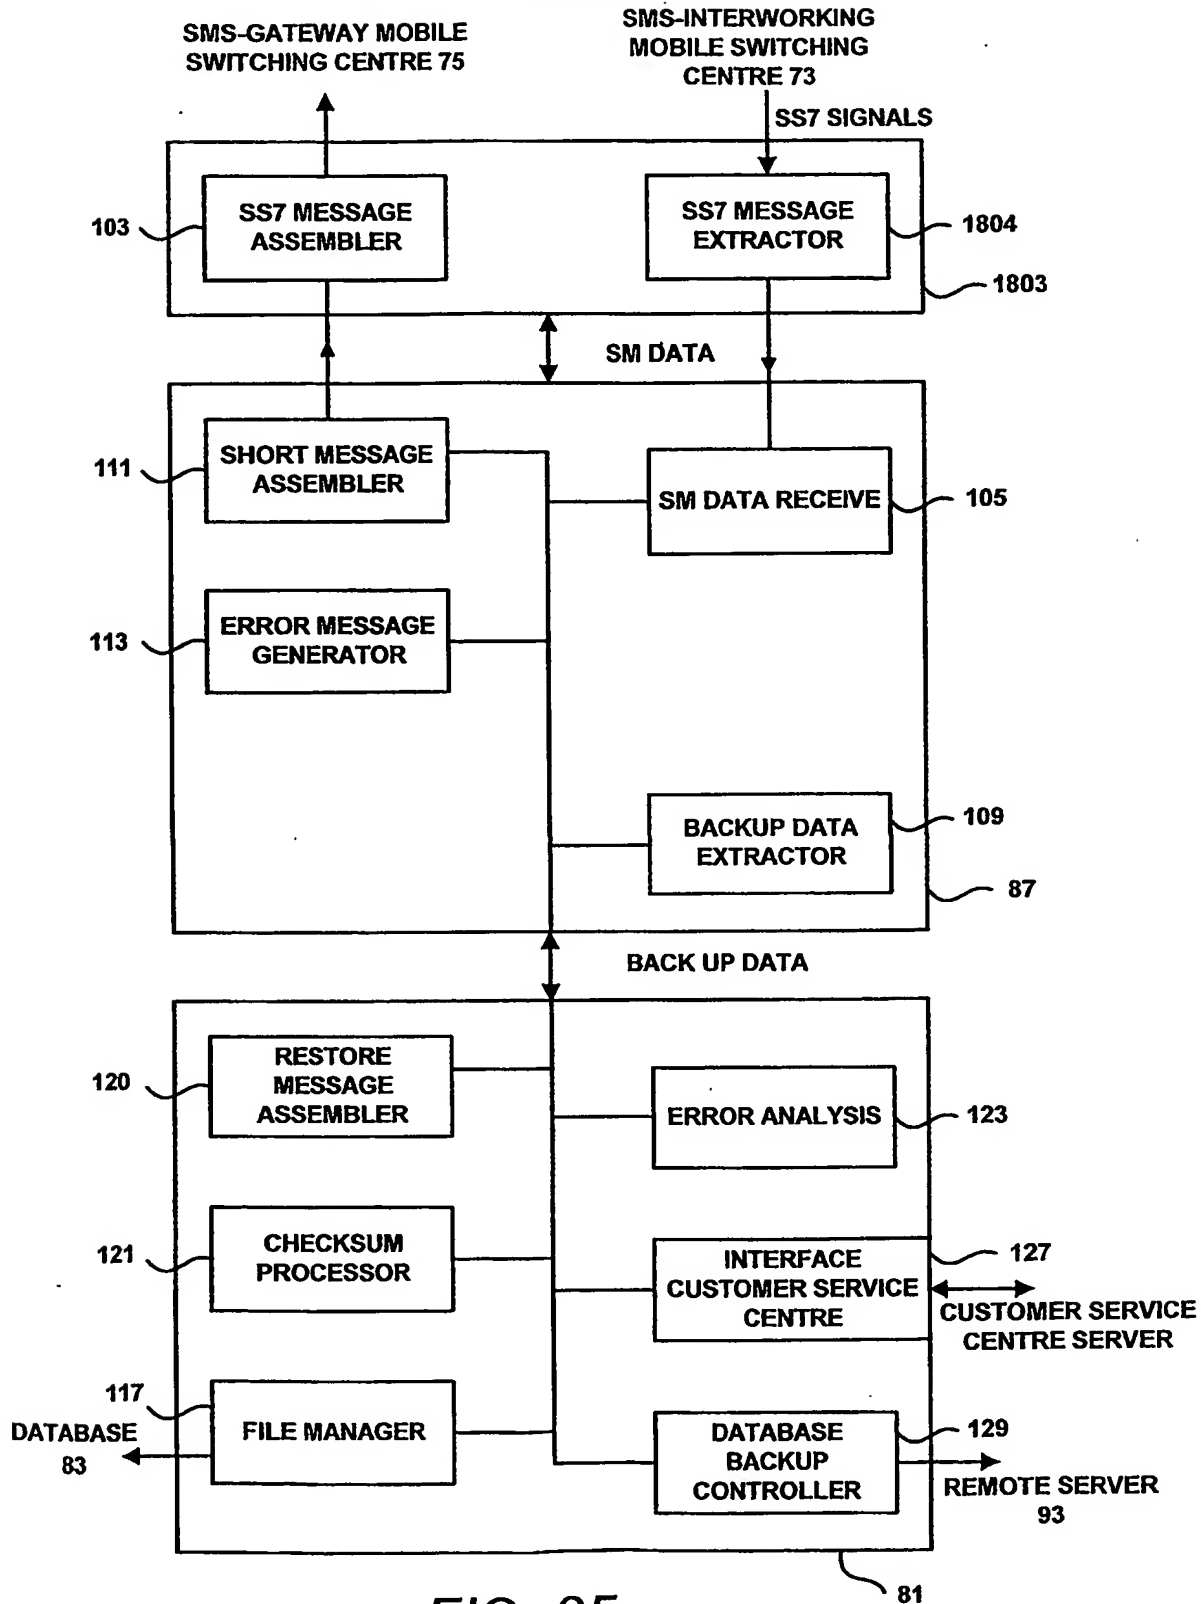 SMS-GATEWAY MOBILE
SWITCHING CENTRE 75
SMS-INTERWORKING
MOBILE SWITCHING
CENTRE 73
SS7 SIGNALS
103
SS7 MESSAGE
ASSEMBLER
SS7 MESSAGE
EXTRACTOR
1804
1803
SM DATA
111
SHORT MESSAGE
ASSEMBLER
SM DATA RECEIVE
105
113
ERROR MESSAGE
GENERATOR
BACKUP DATA
EXTRACTOR
109
87
BACK UP DATA
120
RESTORE
MESSAGE
ASSEMBLER
ERROR ANALYSIS
123
121
CHECKSUM
PROCESSOR
INTERFACE
CUSTOMER SERVICE
CENTRE
127
CUSTOMER SERVICE
CENTRE SERVER
117
FILE MANAGER
DATABASE
83
DATABASE
BACKUP
CONTROLLER
129
REMOTE SERVER
93
81